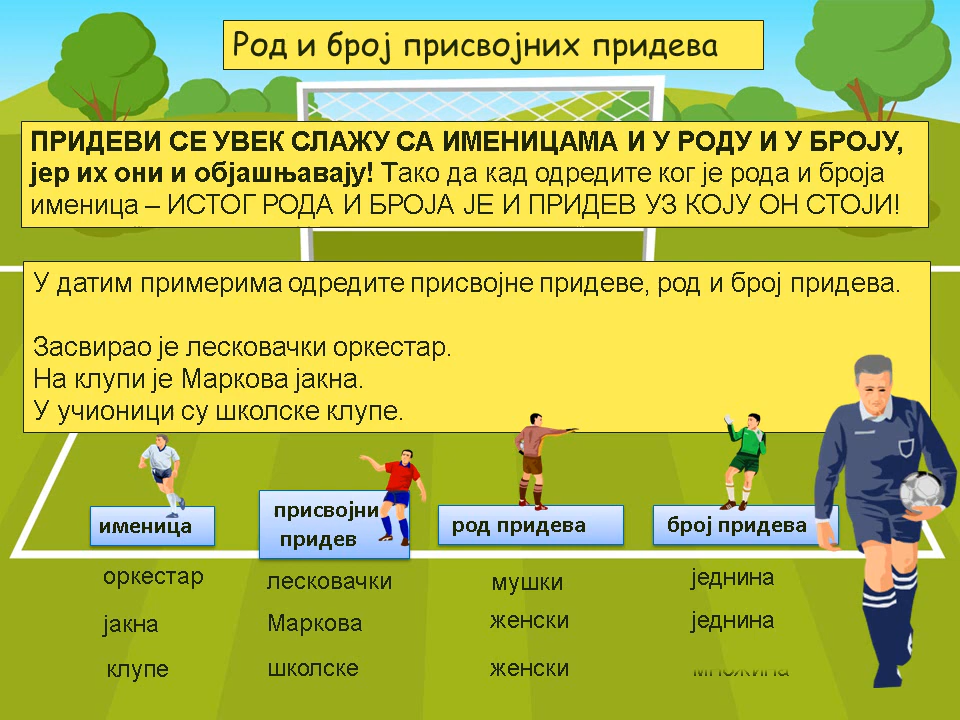 Род и број присвојних придева
ПРИДЕВИ СЕ УВЕК СЛАЖУ СА ИМЕНИЦАМА И У РОДУ И У БРОЈУ,
јер их они и објашњавају! Тако да кад одредите ког је рода и броја
именица – ИСТОГ РОДА И БРОЈА ЈЕ И ПРИДЕВ УЗ КОЈУ ОН СТОЈИ!
У датим примерима одредите присвојне придеве, род и број придева.
Засвирао је лесковачки оркестар.
На клупи је Маркова јакна.
У учионици су школске клупе.
именица
присвојни
придев
род придева
број придева
оркестар лесковачки мушки једнина
јакна Маркова женски једнина
клупе школске женски множина